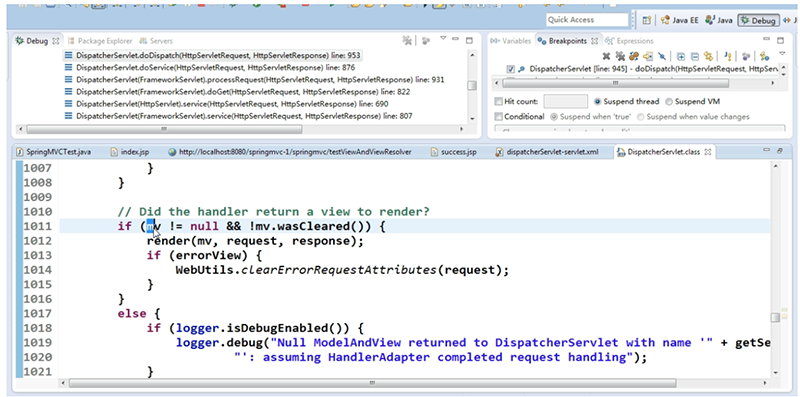 Quick Access
Java EE
Java
Debug
Debug
Package Explorer
Servers
DispatcherServlet.doDispatch(HttpServletRequest, HttpServletResponse) line: 953
DispatcherServlet.doService(HttpServletRequest, HttpServletResponse) line: 876
DispatcherServlet(FrameworkServlet).processRequest(HttpServletRequest, HttpServletResponse) line: 931
DispatcherServlet(FrameworkServlet).doGet(HttpServletRequest, HttpServletResponse) line: 822
DispatcherServlet(HttpServlet).service(HttpServletRequest, HttpServletResponse) line: 690
DispatcherServlet(FrameworkServlet).service(HttpServletRequest, HttpServletResponse) line: 807
Variables
Breakpoints
Expressions
DispatcherServlet [line: 945] - doDispatch(HttpServletRequest, HttpServ
Hit count:
Suspend thread
Suspend VM
Conditional
Suspend when 'true'
Suspend when value changes
SpringMVCTest.java
index.jsp
http://localhost:8080/springmvc-1/springmvc/testViewAndViewResolver
success.jsp
dispatcherServlet-servlet.xml
DispatcherServlet.class
1007 }
1008 }
1009
1010 // Did the handler return a view to render?
1011 if (mv != null && !mv.wasCleared()) {
1012 render(mv, request, response);
1013 if (errorView) {
1014 WebUtils.clearErrorRequestAttributes(request);
1015 }
1016 }
1017 else {
1018 if (logger.isDebugEnabled()) {
1019 logger.debug("Null ModelAndView returned to DispatcherServlet with name '" + getSe
1020 "': assuming HandlerAdapter completed request handling");
1021 }